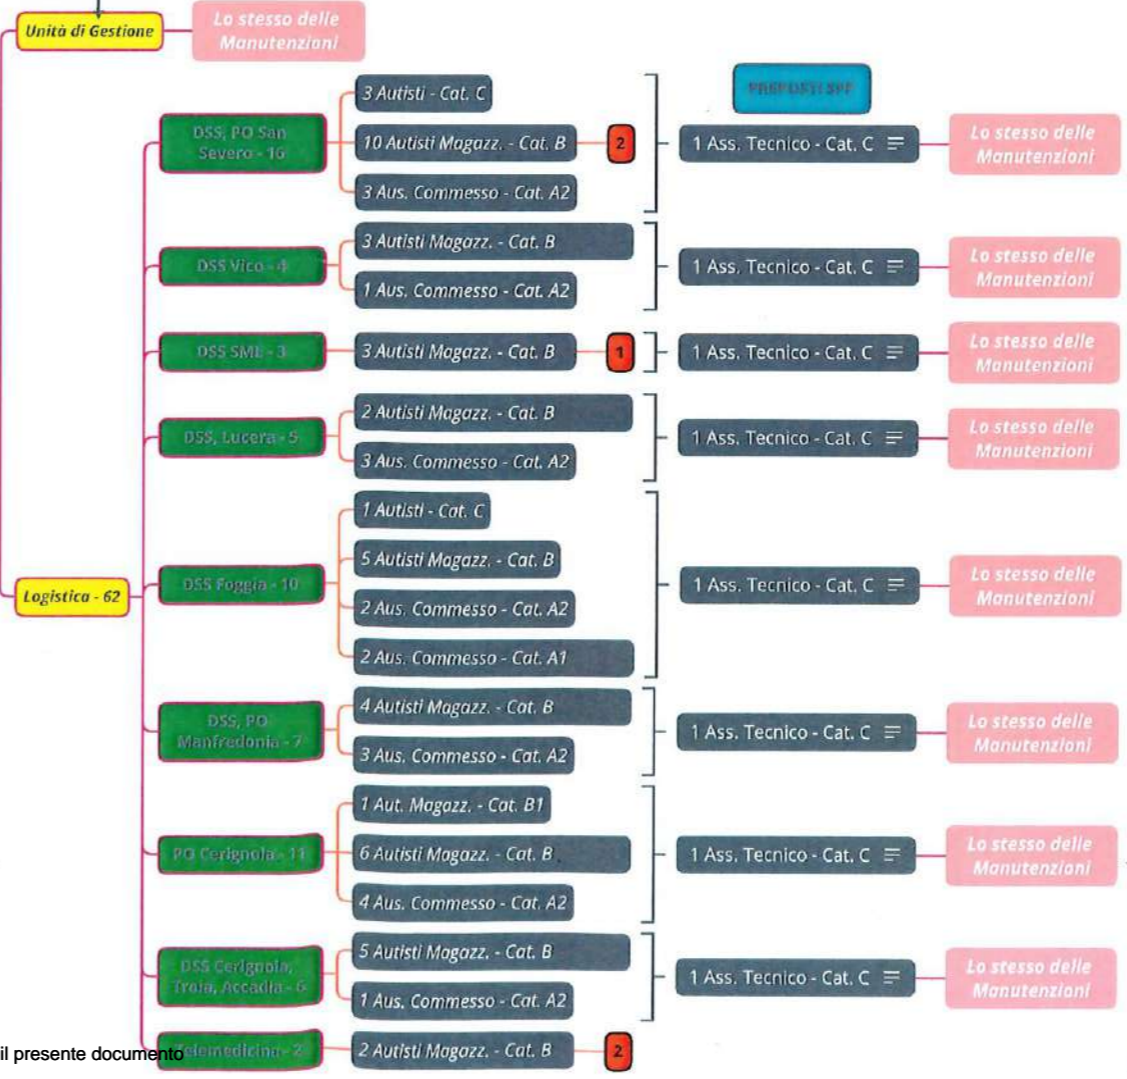 Unità di Gestione
Lo stesso delle
Manutenzioni
PREPOSTI SPP
DSS, PO San
Severo - 16
3 Autisti - Cat. C
10 Autisti Magazz. - Cat. B
2
3 Aus. Commesso - Cat. A2
1 Ass. Tecnico - Cat. C
Lo stesso delle
Manutenzioni
DSS Vico - 4
3 Autisti Magazz. - Cat. B
1 Aus. Commesso - Cat. A2
1 Ass. Tecnico - Cat. C
Lo stesso delle
Manutenzioni
DSS SML - 3
3 Autisti Magazz. - Cat. B
1
1 Ass. Tecnico - Cat. C
Lo stesso delle
Manutenzioni
DSS, Lucera - 5
2 Autisti Magazz. - Cat. B
3 Aus. Commesso - Cat. A2
1 Ass. Tecnico - Cat. C
Lo stesso delle
Manutenzioni
Logistica - 62
DSS Foggia - 10
1 Autisti - Cat. C
5 Autisti Magazz. - Cat. B
2 Aus. Commesso - Cat. A2
2 Aus. Commesso - Cat. A1
1 Ass. Tecnico - Cat. C
Lo stesso delle
Manutenzioni
DSS, PO
Manfredonia - 7
4 Autisti Magazz. - Cat. B
3 Aus. Commesso - Cat. A2
1 Ass. Tecnico - Cat. C
Lo stesso delle
Manutenzioni
PO Cerignola - 11
1 Aut. Magazz. - Cat. B1
6 Autisti Magazz. - Cat. B
4 Aus. Commesso - Cat. A2
1 Ass. Tecnico - Cat. C
Lo stesso delle
Manutenzioni
DSS Cerignola,
Troia, Accadia - 6
5 Autisti Magazz. - Cat. B
1 Aus. Commesso - Cat. A2
1 Ass. Tecnico - Cat. C
Lo stesso delle
Manutenzioni
Telemedicina - 2
2 Autisti Magazz. - Cat. B
2
il presente documento